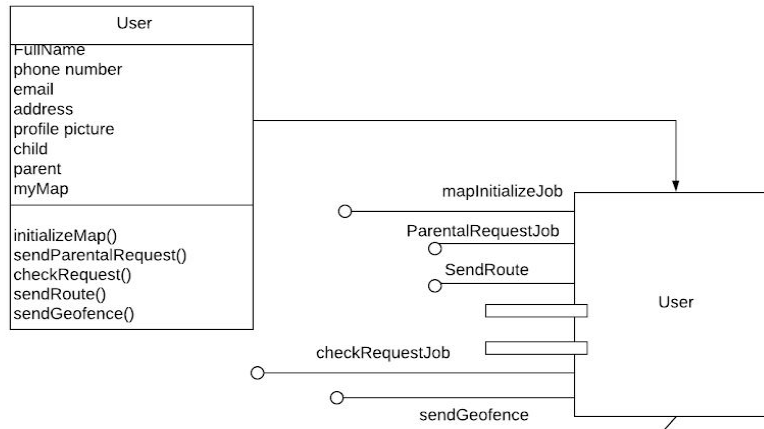 User
FullName
phone number
email
address
profile picture
child
parent
myMap
initializeMap()
sendParentalRequest()
checkRequest()
sendRoute()
sendGeofence()
mapInitializeJob
ParentalRequestJob
SendRoute
User
checkRequestJob
sendGeofence